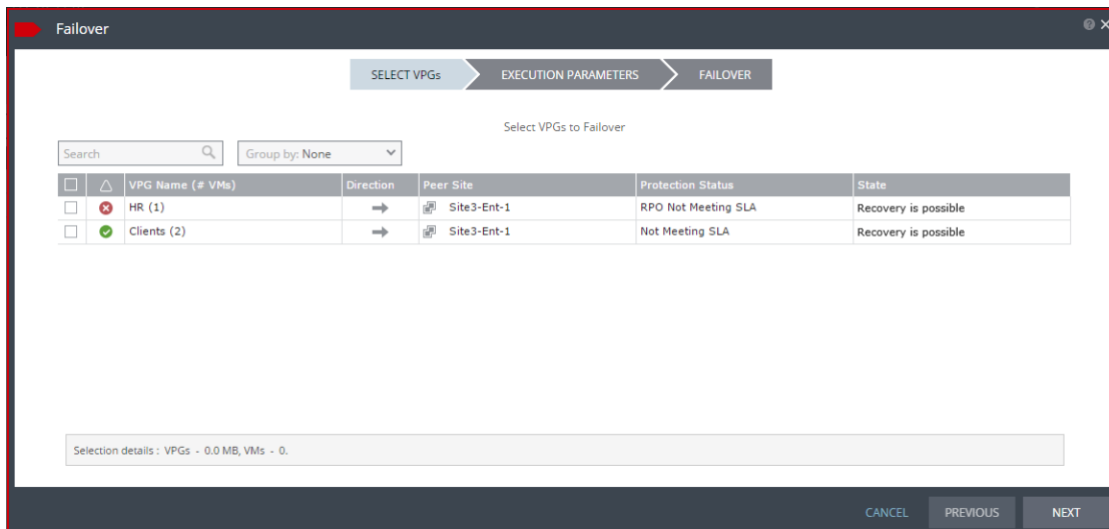 Failover
SELECT VPGs EXECUTION PARAMETERS FAILOVER
Select VPGs to Failover
Search Group by: None
VPG Name (# VMs) Direction Peer Site Protection Status State
HR (1) Site3-Ent-1 RPO Not Meeting SLA Recovery is possible
Clients (2) Site3-Ent-1 Not Meeting SLA Recovery is possible
Selection details : VPGs - 0.0 MB, VMs - 0.
CANCEL PREVIOUS NEXT